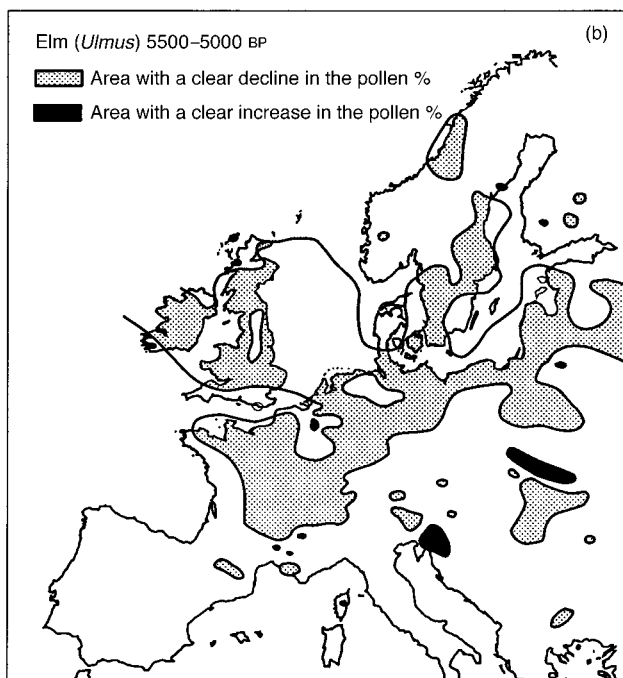 Elm (Ulmus) 5500–5000 BP
(b)
Area with a clear decline in the pollen %
Area with a clear increase in the pollen %